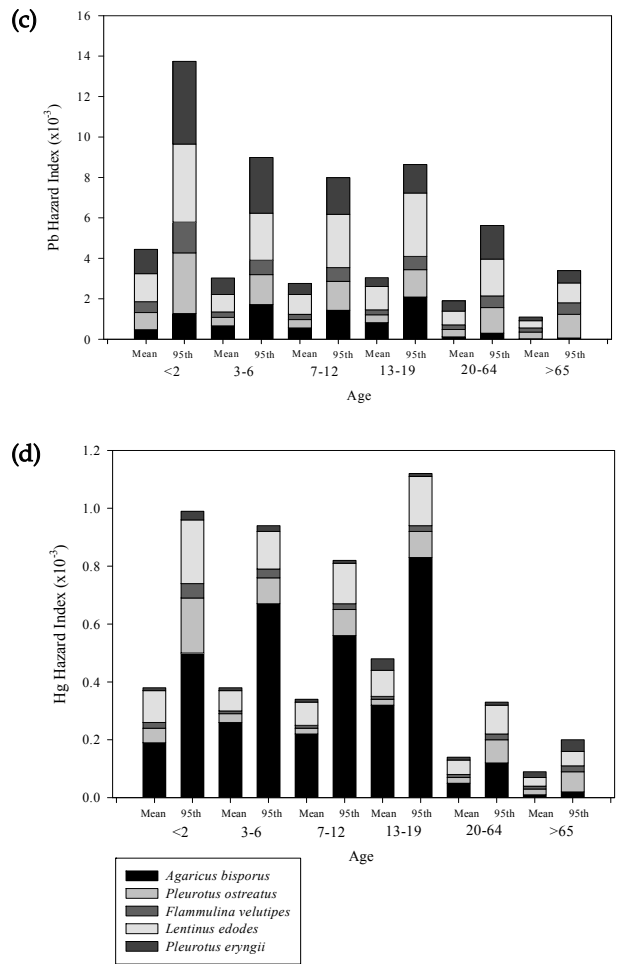 (c)
Pb Hazard Index (x10⁻³)
16
14
12
10
8
6
4
2
0
Mean 95th Mean 95th Mean 95th Mean 95th Mean 95th Mean 95th
<2 3-6 7-12 13-19 20-64 >65
Age
(d)
Hg Hazard Index (x10⁻³)
1.2
1.0
0.8
0.6
0.4
0.2
0.0
Mean 95th Mean 95th Mean 95th Mean 95th Mean 95th Mean 95th
<2 3-6 7-12 13-19 20-64 >65
Age
Agaricus bisporus
Pleurotus ostreatus
Flammulina velutipes
Lentinus edodes
Pleurotus eryngii